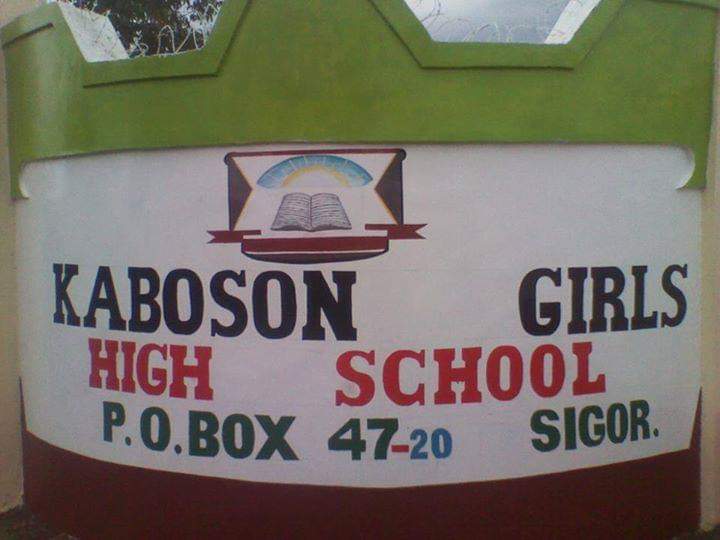 KABOSON GIRLS
HIGH SCHOOL
P.O.BOX 47-20 SIGOR.